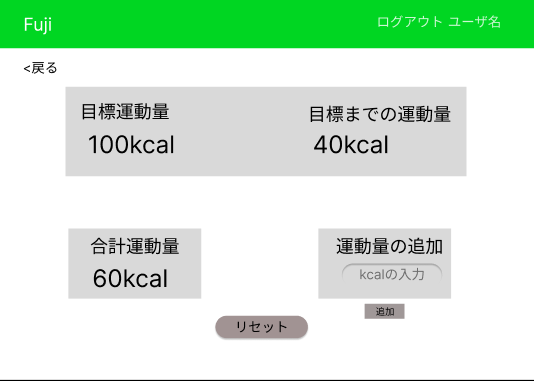 Fuji
ログアウト ユーザ名
<戻る
目標運動量
目標までの運動量
100kcal
40kcal
合計運動量
運動量の追加
60kcal
kcalの入力
追加
リセット